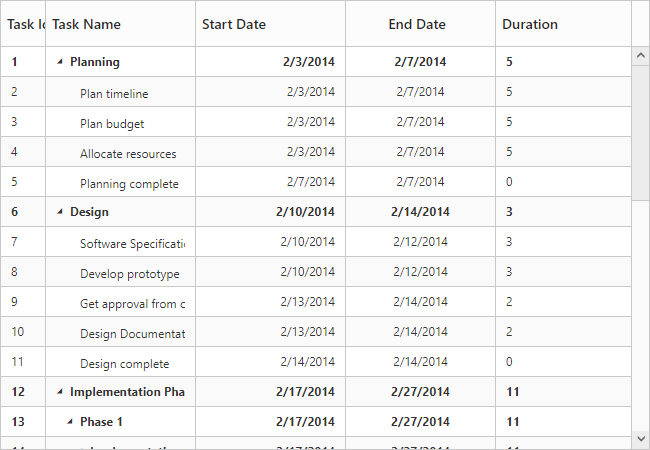 Task Id Task Name Start Date End Date Duration
1 Planning 2/3/2014 2/7/2014 5
2 Plan timeline 2/3/2014 2/7/2014 5
3 Plan budget 2/3/2014 2/7/2014 5
4 Allocate resources 2/3/2014 2/7/2014 5
5 Planning complete 2/7/2014 2/7/2014 0
6 Design 2/10/2014 2/14/2014 3
7 Software Specificati 2/10/2014 2/12/2014 3
8 Develop prototype 2/10/2014 2/12/2014 3
9 Get approval from c 2/13/2014 2/14/2014 2
10 Design Documentat 2/13/2014 2/14/2014 2
11 Design complete 2/14/2014 2/14/2014 0
12 Implementation Pha 2/17/2014 2/27/2014 11
13 Phase 1 2/17/2014 2/27/2014 11
2/17/2014 2/27/2014 11